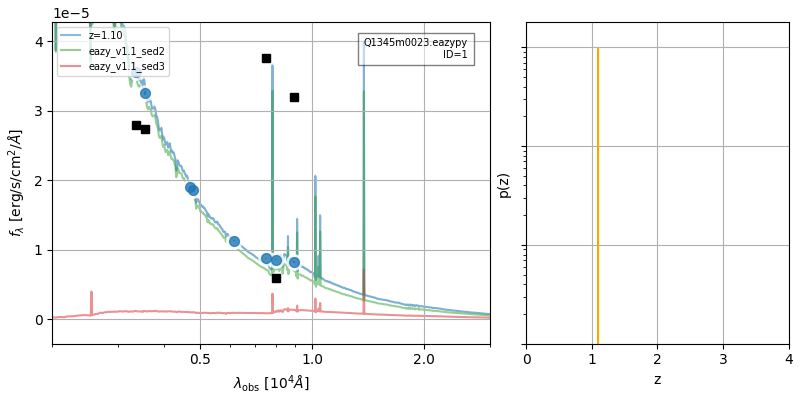 1e−5
z=1.10
eazy_v1.1_sed2
eazy_v1.1_sed3
Q1345m0023:eazypy
ID=1
4
3
2
1
0
f_λ [erg/s/cm²/Å]
0.5
1.0
2.0
λ_obs [10⁴Å]
p(z)
0
1
2
3
4
z